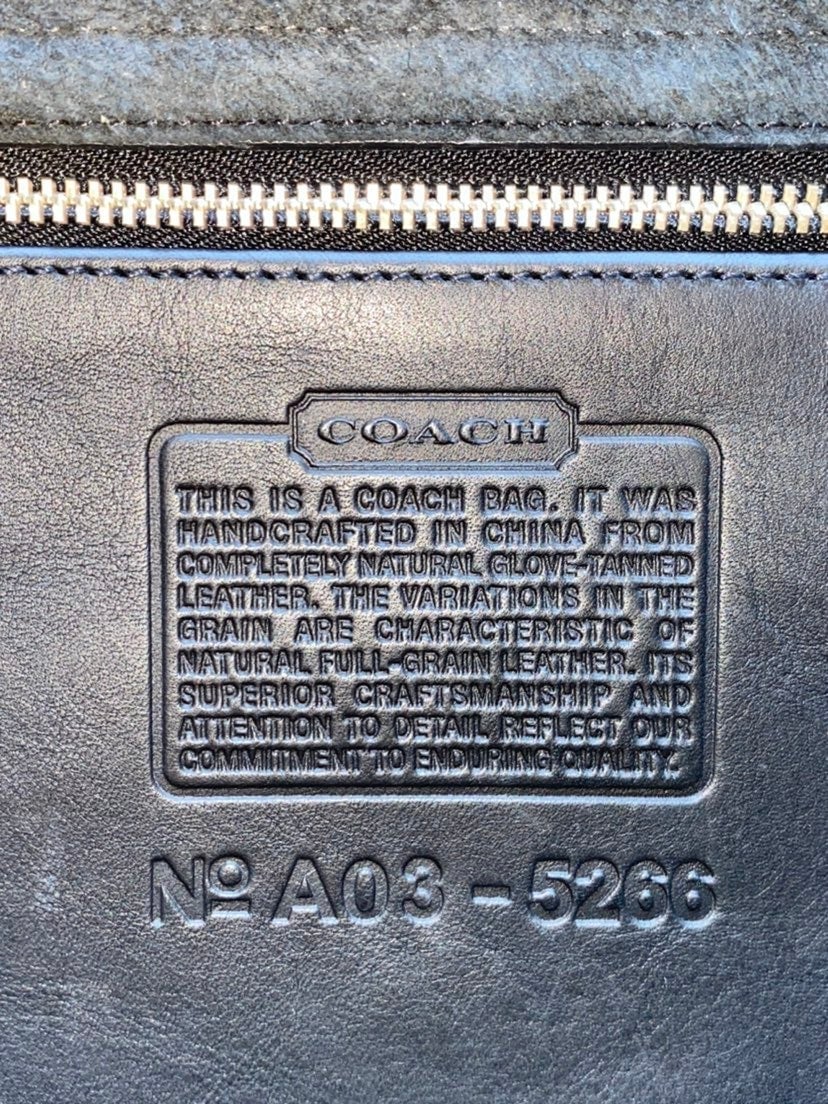 COACH
THIS IS A COACH BAG. IT WAS
HANDCRAFTED IN CHINA FROM
COMPLETELY NATURAL GLOVE-TANNED
LEATHER. THE VARIATIONS IN THE
GRAIN ARE CHARACTERISTIC OF
NATURAL FULL-GRAIN LEATHER. ITS
SUPERIOR CRAFTSMANSHIP AND
ATTENTION TO DETAIL REFLECT OUR
COMMITMENT TO ENDURING QUALITY.
Nº A03 - 5266